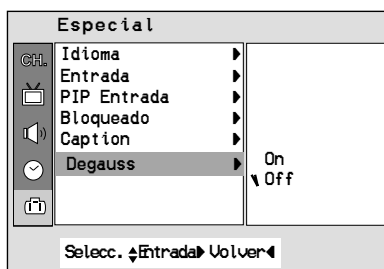 Especial
CH.
Idioma
Entrada
PIP Entrada
Bloqueado
Caption
Degauss
On
Off
Selecc. Entrada Volver